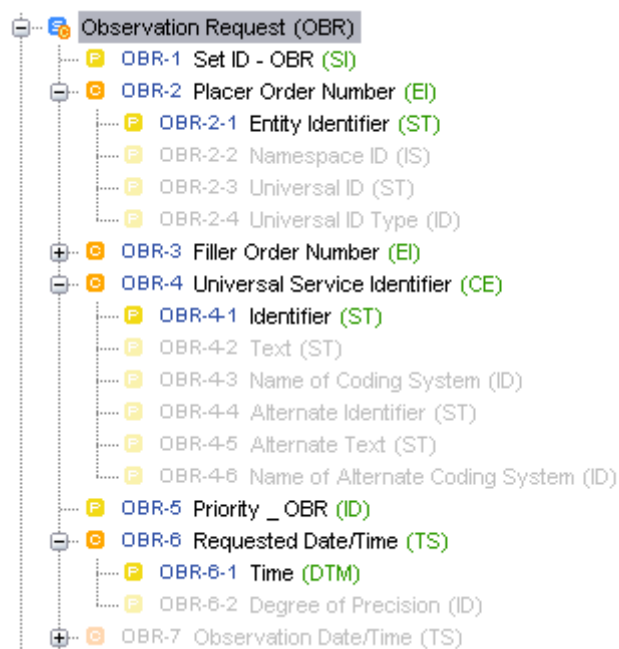 Observation Request (OBR)
P OBR-1 Set ID - OBR (SI)
C OBR-2 Placer Order Number (EI)
P OBR-2-1 Entity Identifier (ST)
P OBR-2-2 Namespace ID (IS)
P OBR-2-3 Universal ID (ST)
P OBR-2-4 Universal ID Type (ID)
C OBR-3 Filler Order Number (EI)
C OBR-4 Universal Service Identifier (CE)
P OBR-4-1 Identifier (ST)
P OBR-4-2 Text (ST)
P OBR-4-3 Name of Coding System (ID)
P OBR-4-4 Alternate Identifier (ST)
P OBR-4-5 Alternate Text (ST)
P OBR-4-6 Name of Alternate Coding System (ID)
P OBR-5 Priority _ OBR (ID)
C OBR-6 Requested Date/Time (TS)
P OBR-6-1 Time (DTM)
P OBR-6-2 Degree of Precision (ID)
C OBR-7 Observation Date/Time (TS)